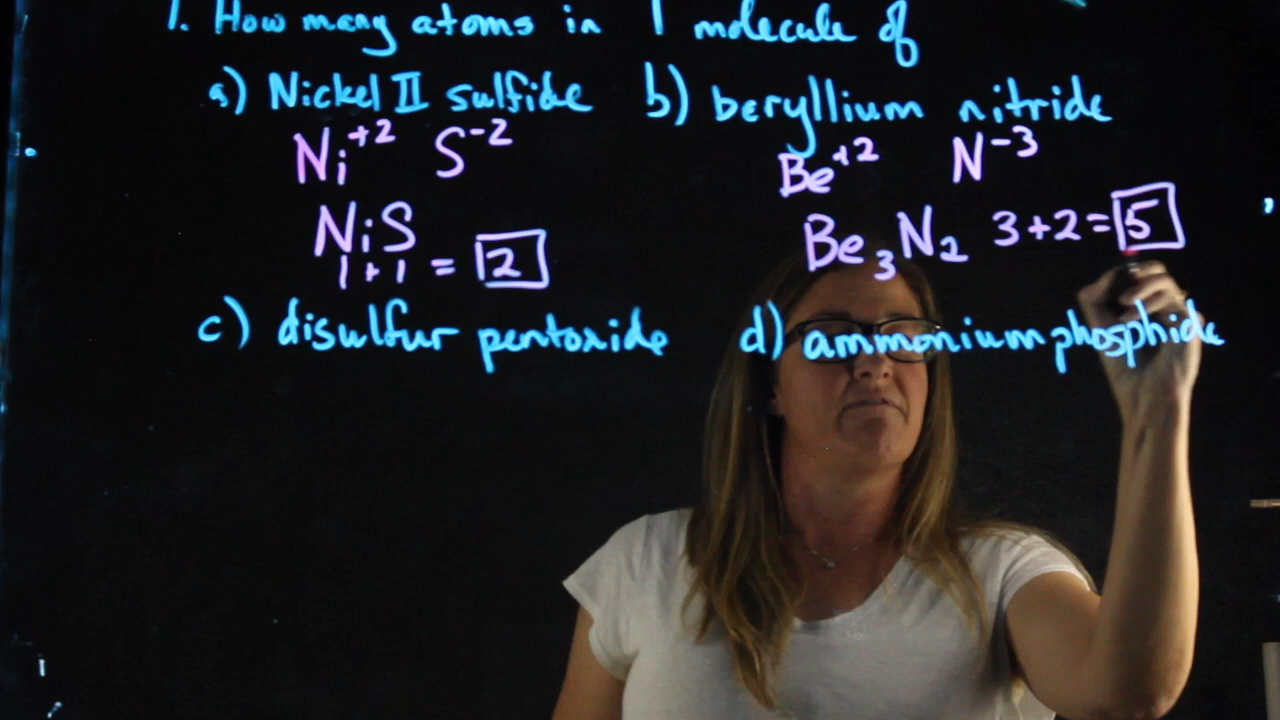 1. How many atoms in 1 molecule of
a) Nickel II sulfide b) beryllium nitride
Ni+2 S-2 Be+2 N-3
NiS Be3N2 3+2=5
1+1 = 2
c) disulfur pentoxide d) ammonium phosphide